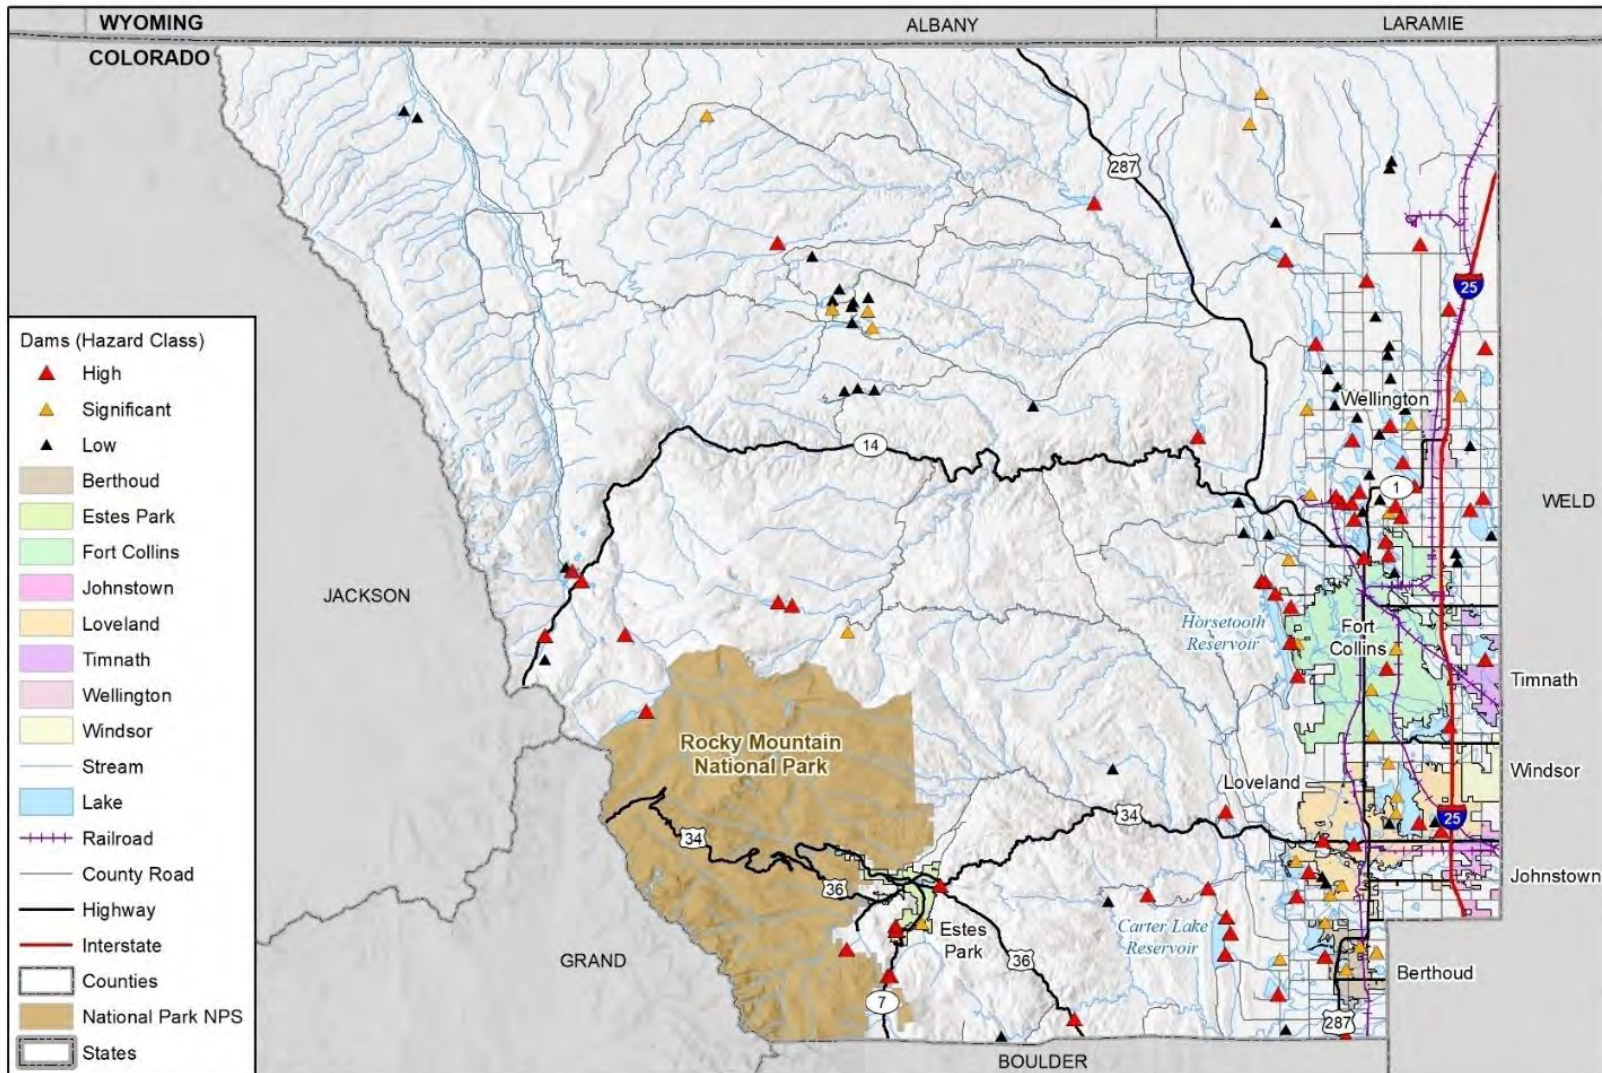 WYOMING
ALBANY
LARAMIE
COLORADO
287
25
Dams (Hazard Class)
High
Significant
Low
Berthoud
Estes Park
Fort Collins
Johnstown
Loveland
Timnath
Wellington
Windsor
Stream
Lake
Railroad
County Road
Highway
Interstate
Counties
National Park NPS
States
Wellington
14
1
WELD
JACKSON
Horsetooth
Reservoir
Fort
Collins
Timnath
Rocky Mountain
National Park
Loveland
Windsor
34
25
34
36
Johnstown
Carter Lake
Reservoir
Estes
Park
GRAND
36
Berthoud
7
287
BOULDER